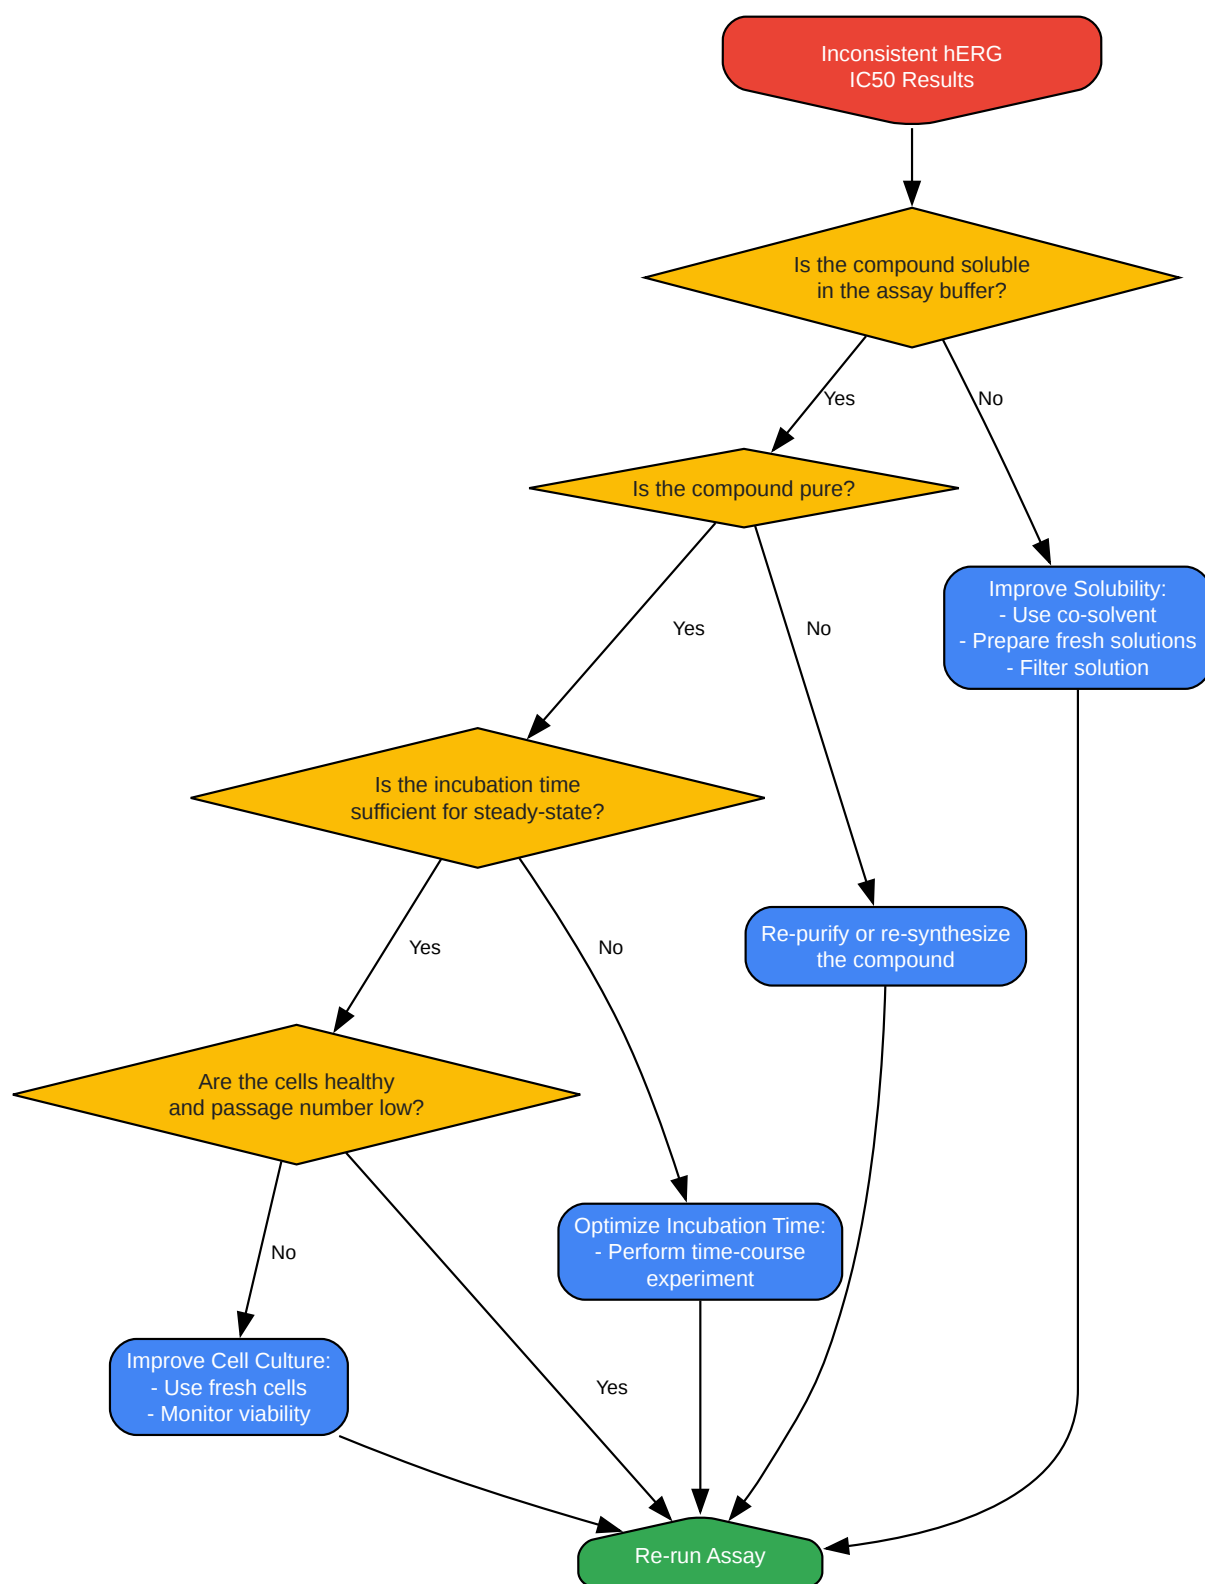 Inconsistent hERG
IC50 Results
Is the compound soluble
in the assay buffer?
Yes
No
Is the compound pure?
Improve Solubility:
- Use co-solvent
- Prepare fresh solutions
- Filter solution
Yes
No
Is the incubation time
sufficient for steady-state?
Re-purify or re-synthesize
the compound
Yes
No
Are the cells healthy
and passage number low?
Optimize Incubation Time:
- Perform time-course
experiment
No
Yes
Improve Cell Culture:
- Use fresh cells
- Monitor viability
Re-run Assay